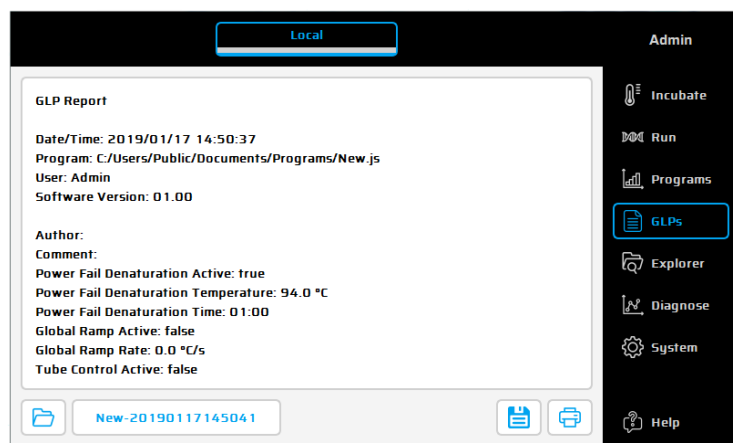 Local
Admin
GLP Report
Date/Time: 2019/01/17 14:50:37
Program: C:/Users/Public/Documents/Programs/New.js
User: Admin
Software Version: 01.00
Author:
Comment:
Power Fail Denaturation Active: true
Power Fail Denaturation Temperature: 94.0 °C
Power Fail Denaturation Time: 01:00
Global Ramp Active: false
Global Ramp Rate: 0.0 °C/s
Tube Control Active: false
New-20190117145041
Incubate
Run
Programs
GLPs
Explorer
Diagnose
System
Help